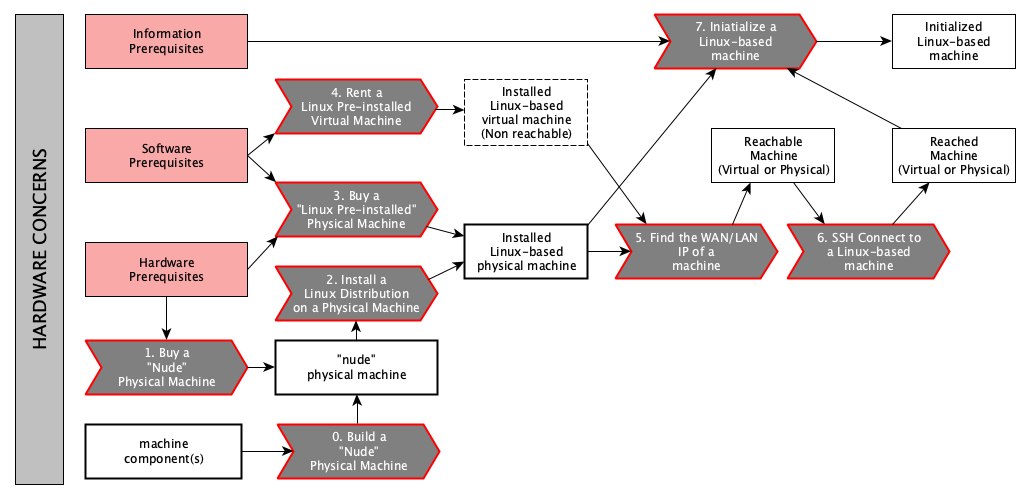 HARDWARE CONCERNS
Information
Prerequisites
7. Iniatialize a
Linux-based
machine
Initialized
Linux-based
machine
4. Rent a
Linux Pre-installed
Virtual Machine
Installed
Linux-based
virtual machine
(Non reachable)
Software
Prerequisites
Reachable
Machine
(Virtual or Physical)
Reached
Machine
(Virtual or Physical)
3. Buy a
"Linux Pre-installed"
Physical Machine
Installed
Linux-based
physical machine
5. Find the WAN/LAN
IP of a
machine
6. SSH Connect to
a Linux-based
machine
Hardware
Prerequisites
2. Install a
Linux Distribution
on a Physical Machine
1. Buy a
"Nude"
Physical Machine
"nude"
physical machine
machine
component(s)
0. Build a
"Nude"
Physical Machine